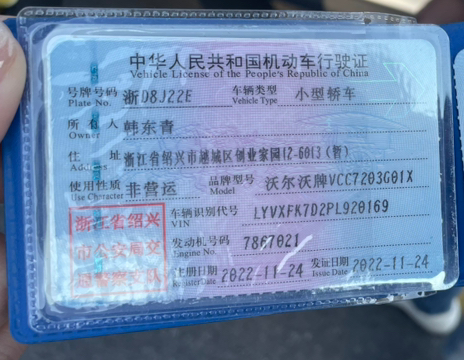 中华人民共和国机动车行驶证
Vehicle License of the People's Republic of China
号牌号码 浙D8J22E 车辆类型 小型轿车
Plate No. Vehicle Type
所有人 韩东青
Owner
住址 浙江省绍兴市越城区创业家园12-6013（暂）
Address
使用性质 非营运 品牌型号 沃尔沃牌VCC7203G01X
Use Character Model
浙江省绍兴
市公安局交
通警察支队
车辆识别代号 LYVXFK7D2PL920169
VIN
发动机号码 7867021
Engine No.
注册日期 2022-11-24 发证日期 2022-11-24
Register Date Issue Date